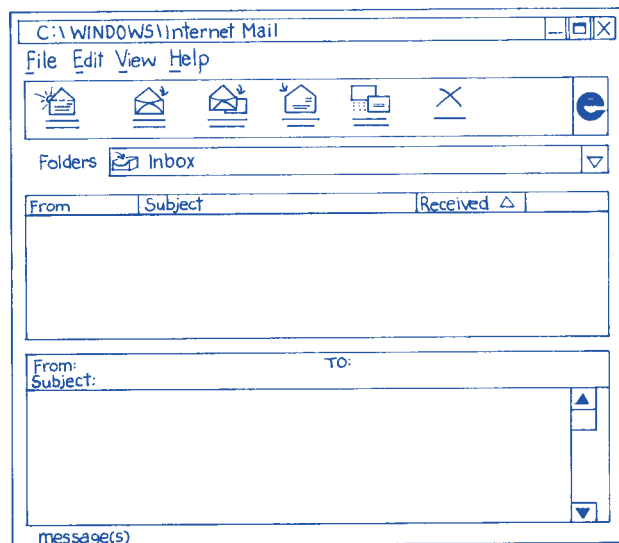 C:\WINDOWS\Internet Mail
File Edit View Help
Folders Inbox
From Subject Received
From: TO:
Subject:
message(s)